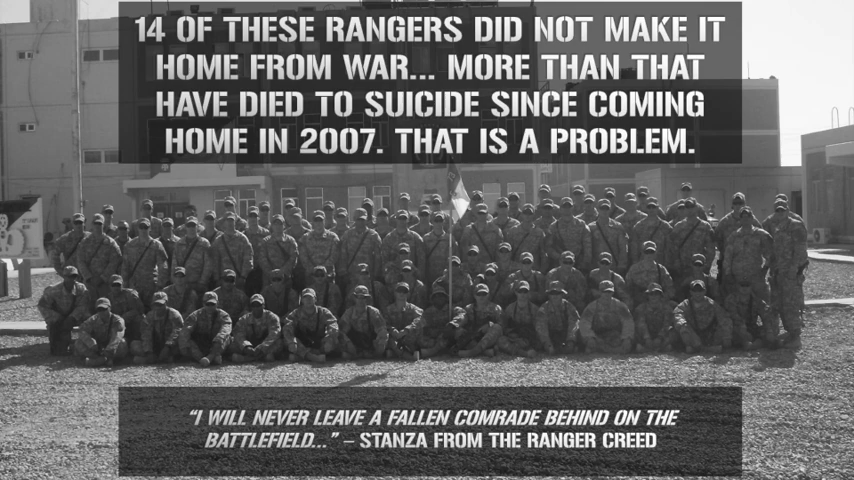 14 OF THESE RANGERS DID NOT MAKE IT
HOME FROM WAR... MORE THAN THAT
HAVE DIED TO SUICIDE SINCE COMING
HOME IN 2007. THAT IS A PROBLEM.
"I WILL NEVER LEAVE A FALLEN COMRADE BEHIND ON THE
BATTLEFIELD..." – STANZA FROM THE RANGER CREED